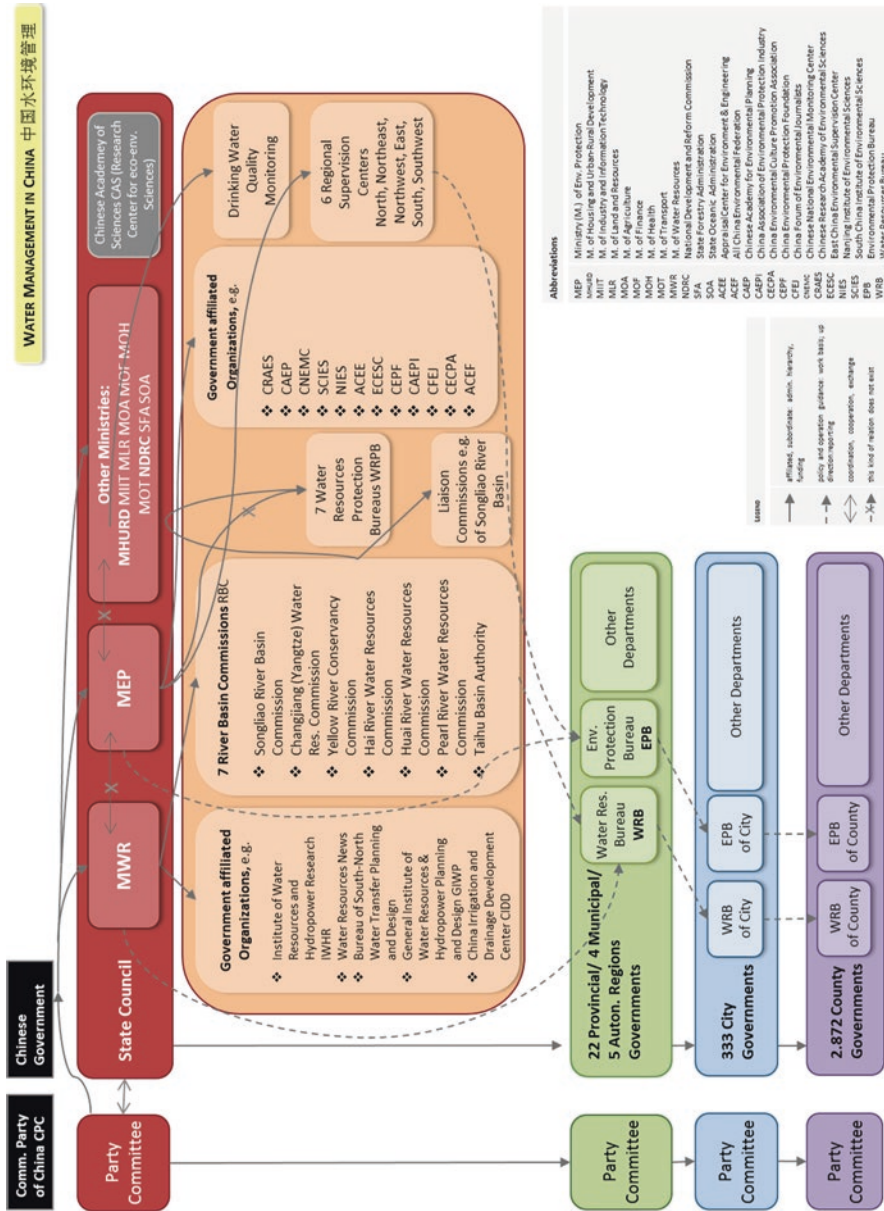 WATER MANAGEMENT IN CHINA 中国水环境管理
Comm. Party
of China CPC
Chinese
Government
Party
Committee
State Council
MWR
MEP
Other Ministries:
MHURD MIIT MLR MOA MOF MOH
MOT NDRC SFA SOA
Chinese Academy of
Sciences CAS (Research
Center for eco-env.
Sciences)
X
X
Government affiliated
Organizations, e.g.
❖ Institute of Water
Resources and
Hydropower Research
IWHR
❖ Water Resources News
❖ Bureau of South-North
Water Transfer Planning
and Design
❖ General Institute of
Water Resources &
Hydropower Planning
and Design GIWP
❖ China Irrigation and
Drainage Development
Center CIDD
7 River Basin Commissions RBC
❖ Songliao River Basin
Commission
❖ Changjiang (Yangtze) Water
Res. Commission
❖ Yellow River Conservancy
Commission
❖ Hai River Water Resources
Commission
❖ Huai River Water Resources
Commission
❖ Pearl River Water Resources
Commission
❖ Taihu Basin Authority
X
7 Water
Resources
Protection
Bureaus WRPB
Liaison
Commissions e.g.
of Songliao River
Basin
Government affiliated
Organizations, e.g.
❖ CRAES
❖ CAEP
❖ CNEMC
❖ SCIES
❖ NIES
❖ ACEE
❖ ECESC
❖ CEPF
❖ CAEPI
❖ CFEJ
❖ CECPA
❖ ACEF
Drinking Water
Quality
Monitoring
6 Regional
Supervision
Centers
North, Northeast,
Northwest, East,
South, Southwest
Party
Committee
22 Provincial/ 4 Municipal/
5 Auton. Regions
Governments
Water Res.
Bureau
WRB
Env.
Protection
Bureau
EPB
Other
Departments
Party
Committee
333 City
Governments
WRB
of City
EPB
of City
Other Departments
Party
Committee
2.872 County
Governments
WRB
of County
EPB
of County
Other Departments
LEGEND
affiliated, subordinate: admin. hierarchy,
funding
policy and operation guidance: work basis; up
direction:reporting
coordination, cooperation, exchange
X this kind of relation does not exist
Abbreviations
MEP Ministry (M.) of Env. Protection
MHURD M. of Housing and Urban-Rural Development
MIIT M. of Industry and Information Technology
MLR M. of Land and Resources
MOA M. of Agriculture
MOF M. of Finance
MOH M. of Health
MOT M. of Transport
MWR M. of Water Resources
NDRC National Development and Reform Commission
SFA State Forestry Administration
SOA State Oceanic Administration
ACEE Appraisal Center for Environment & Engineering
ACEF All China Environmental Federation
CAEP Chinese Academy for Environmental Planning
CAEPI China Association of Environmental Protection Industry
CECPA China Environmental Culture Promotion Association
CEPF China Environmental Protection Foundation
CFEJ China Forum of Environmental Journalists
CNEMC Chinese National Environmental Monitoring Center
CRAES Chinese Research Academy of Environmental Sciences
ECESC East China Environmental Supervision Center
NIES Nanjing Institute of Environmental Sciences
SCIES South China Institute of Environmental Sciences
EPB Environmental Protection Bureau
WRB Water Resources Bureau